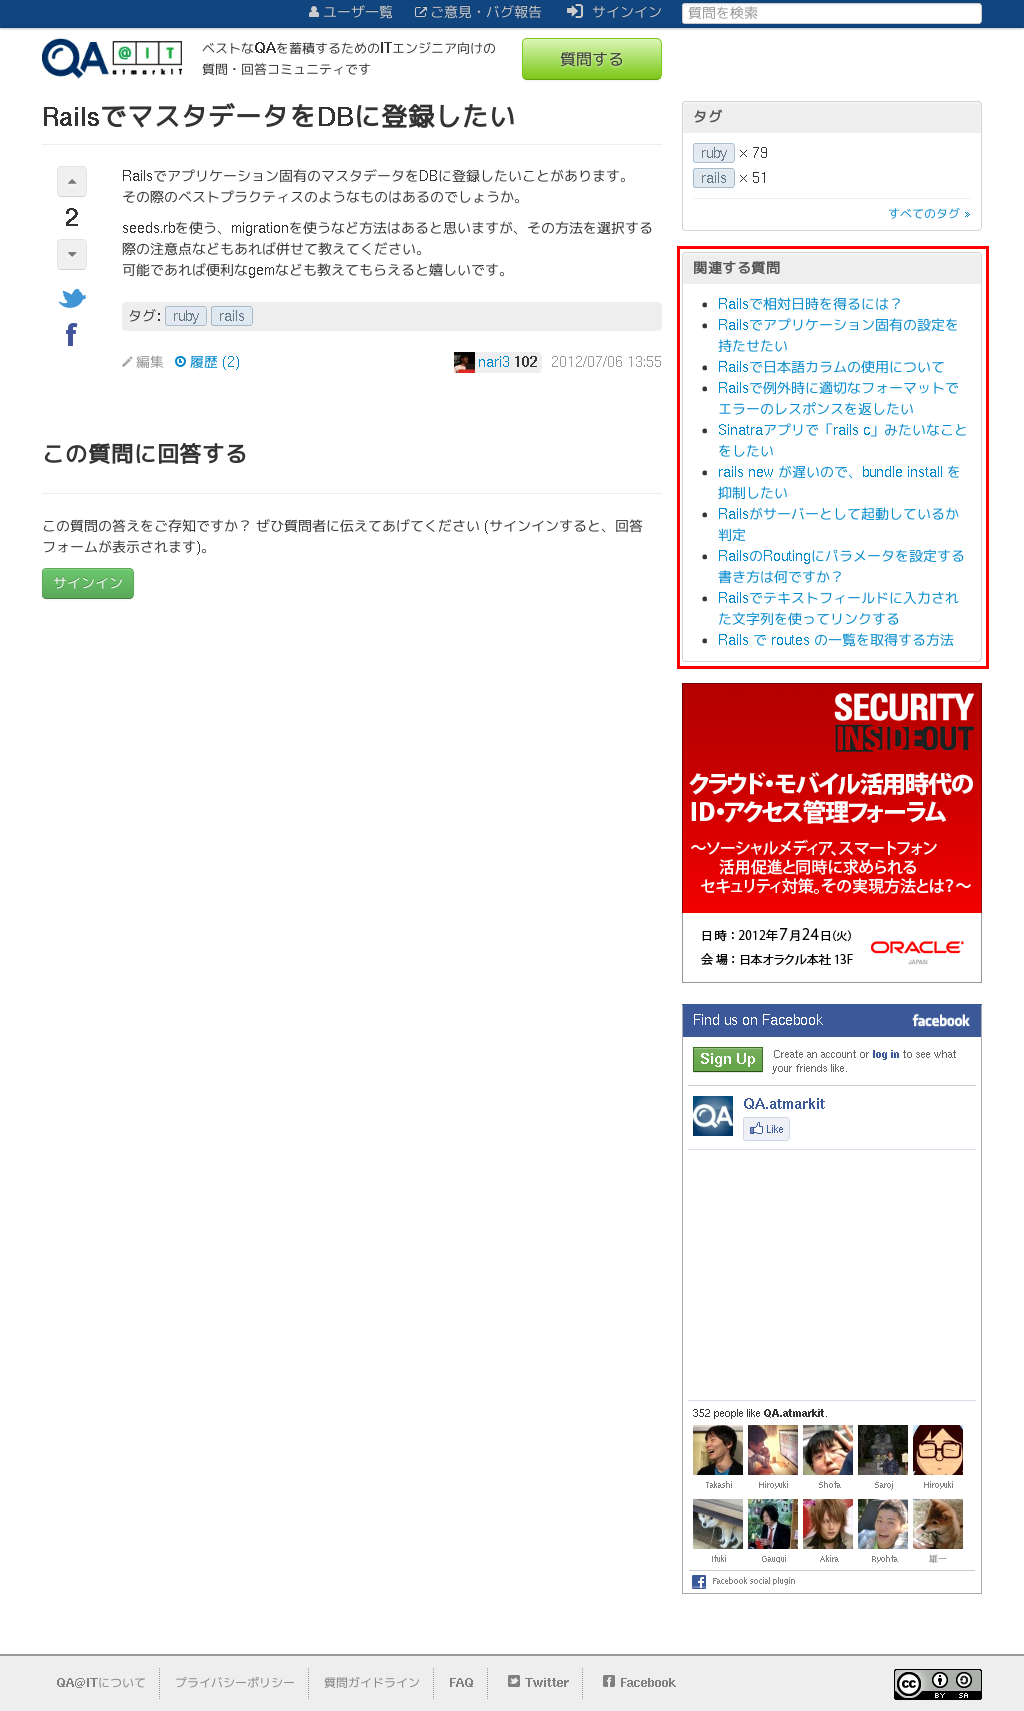 ユーザー一覧 ご意見・バグ報告 サインイン 質問を検索
QA @IT atmarkIT
ベストなQAを蓄積するためのITエンジニア向けの
質問・回答コミュニティです
質問する
RailsでマスタデータをDBに登録したい
2
Railsでアプリケーション固有のマスタデータをDBに登録したいことがあります。
その際のベストプラクティスのようなものはあるのでしょうか。
seeds.rbを使う、migrationを使うなど方法はあると思いますが、その方法を選択する
際の注意点などもあれば併せて教えてください。
可能であれば便利なgemなども教えてもらえると嬉しいです。
タグ: ruby rails
編集 履歴 (2) nari3 102 2012/07/06 13:55
この質問に回答する
この質問の答えをご存知ですか？ ぜひ質問者に伝えてあげてください (サインインすると、回答
フォームが表示されます)。
サインイン
タグ
ruby × 79
rails × 51
すべてのタグ »
関連する質問
Railsで相対日時を得るには？
Railsでアプリケーション固有の設定を
持たせたい
Railsで日本語カラムの使用について
Railsで例外時に適切なフォーマットで
エラーのレスポンスを返したい
Sinatraアプリで「rails c」みたいなこと
をしたい
rails new が遅いので、bundle install を
抑制したい
Railsがサーバーとして起動しているか
判定
RailsのRoutingにパラメータを設定する
書き方は何ですか？
Railsでテキストフィールドに入力され
た文字列を使ってリンクする
Rails で routes の一覧を取得する方法
SECURITY
INSIDEOUT
クラウド・モバイル活用時代の
ID・アクセス管理フォーラム
～ソーシャルメディア、スマートフォン
活用促進と同時に求められる
セキュリティ対策。その実現方法とは？～
日時：2012年7月24日(火)
会場：日本オラクル本社 13F
ORACLE
JAPAN
Find us on Facebook facebook
Sign Up Create an account or log in to see what
your friends like.
QA QA.atmarkit
Like
352 people like QA.atmarkit.
Takashi Hiroyuki Shota Saroj Hiroyuki
Ituki Gauqui Akira Ryohta 雄一
Facebook social plugin
QA@ITについて プライバシーポリシー 質問ガイドライン FAQ Twitter Facebook
cc BY SA